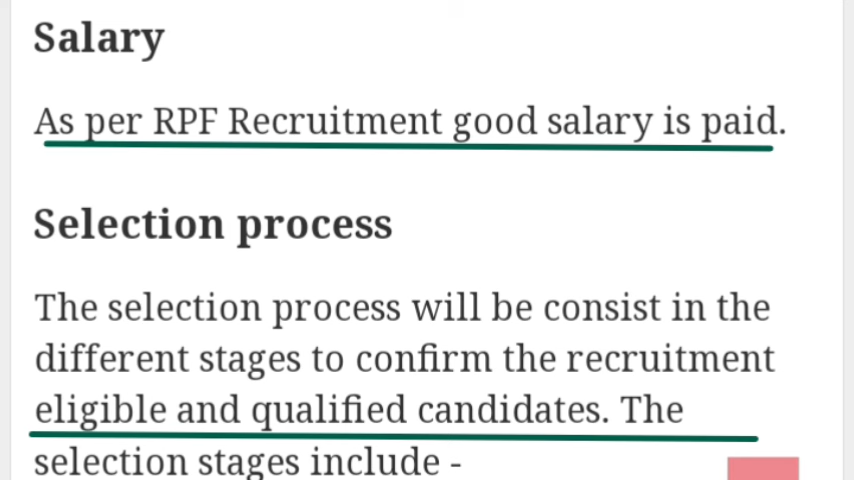 Salary
As per RPF Recruitment good salary is paid.
Selection process
The selection process will be consist in the
different stages to confirm the recruitment
eligible and qualified candidates. The
selection stages include -